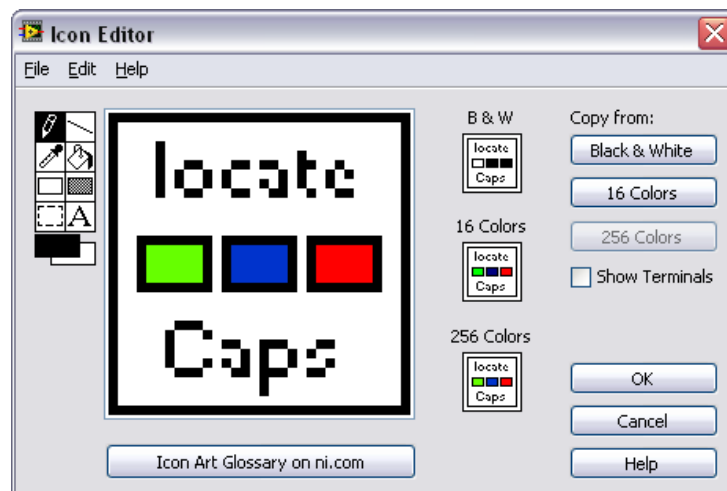 Icon Editor
File Edit Help
A
locate
Caps
B & W
locate
Caps
16 Colors
locate
Caps
256 Colors
locate
Caps
Copy from:
Black & White
16 Colors
256 Colors
Show Terminals
OK
Cancel
Help
Icon Art Glossary on ni.com